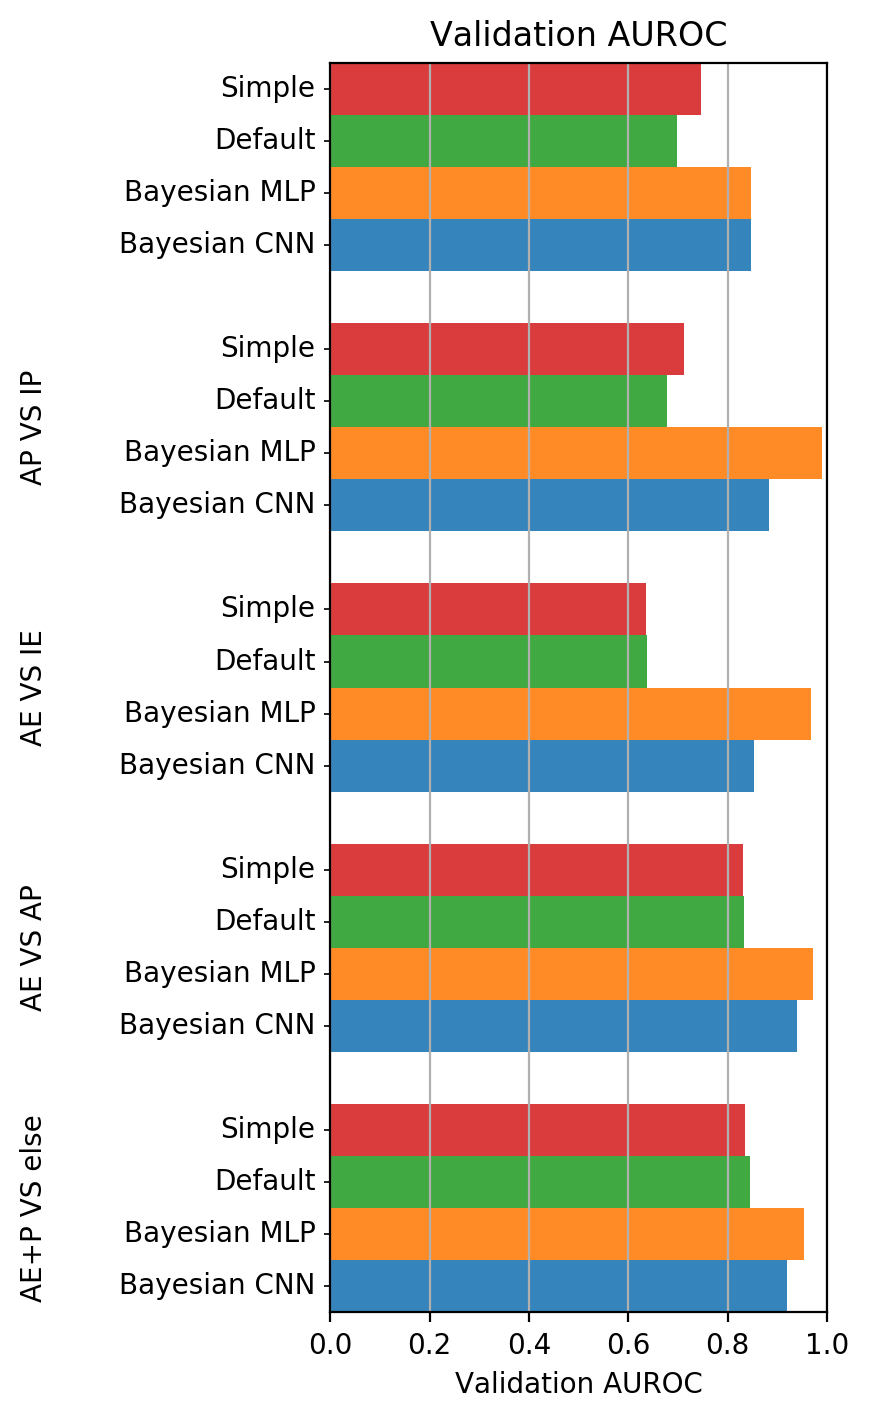 Validation AUROC
Simple
Default
Bayesian MLP
Bayesian CNN
AP VS IP
Simple
Default
Bayesian MLP
Bayesian CNN
AE VS IE
Simple
Default
Bayesian MLP
Bayesian CNN
AE VS AP
Simple
Default
Bayesian MLP
Bayesian CNN
AE+P VS else
Simple
Default
Bayesian MLP
Bayesian CNN
0.0 0.2 0.4 0.6 0.8 1.0
Validation AUROC